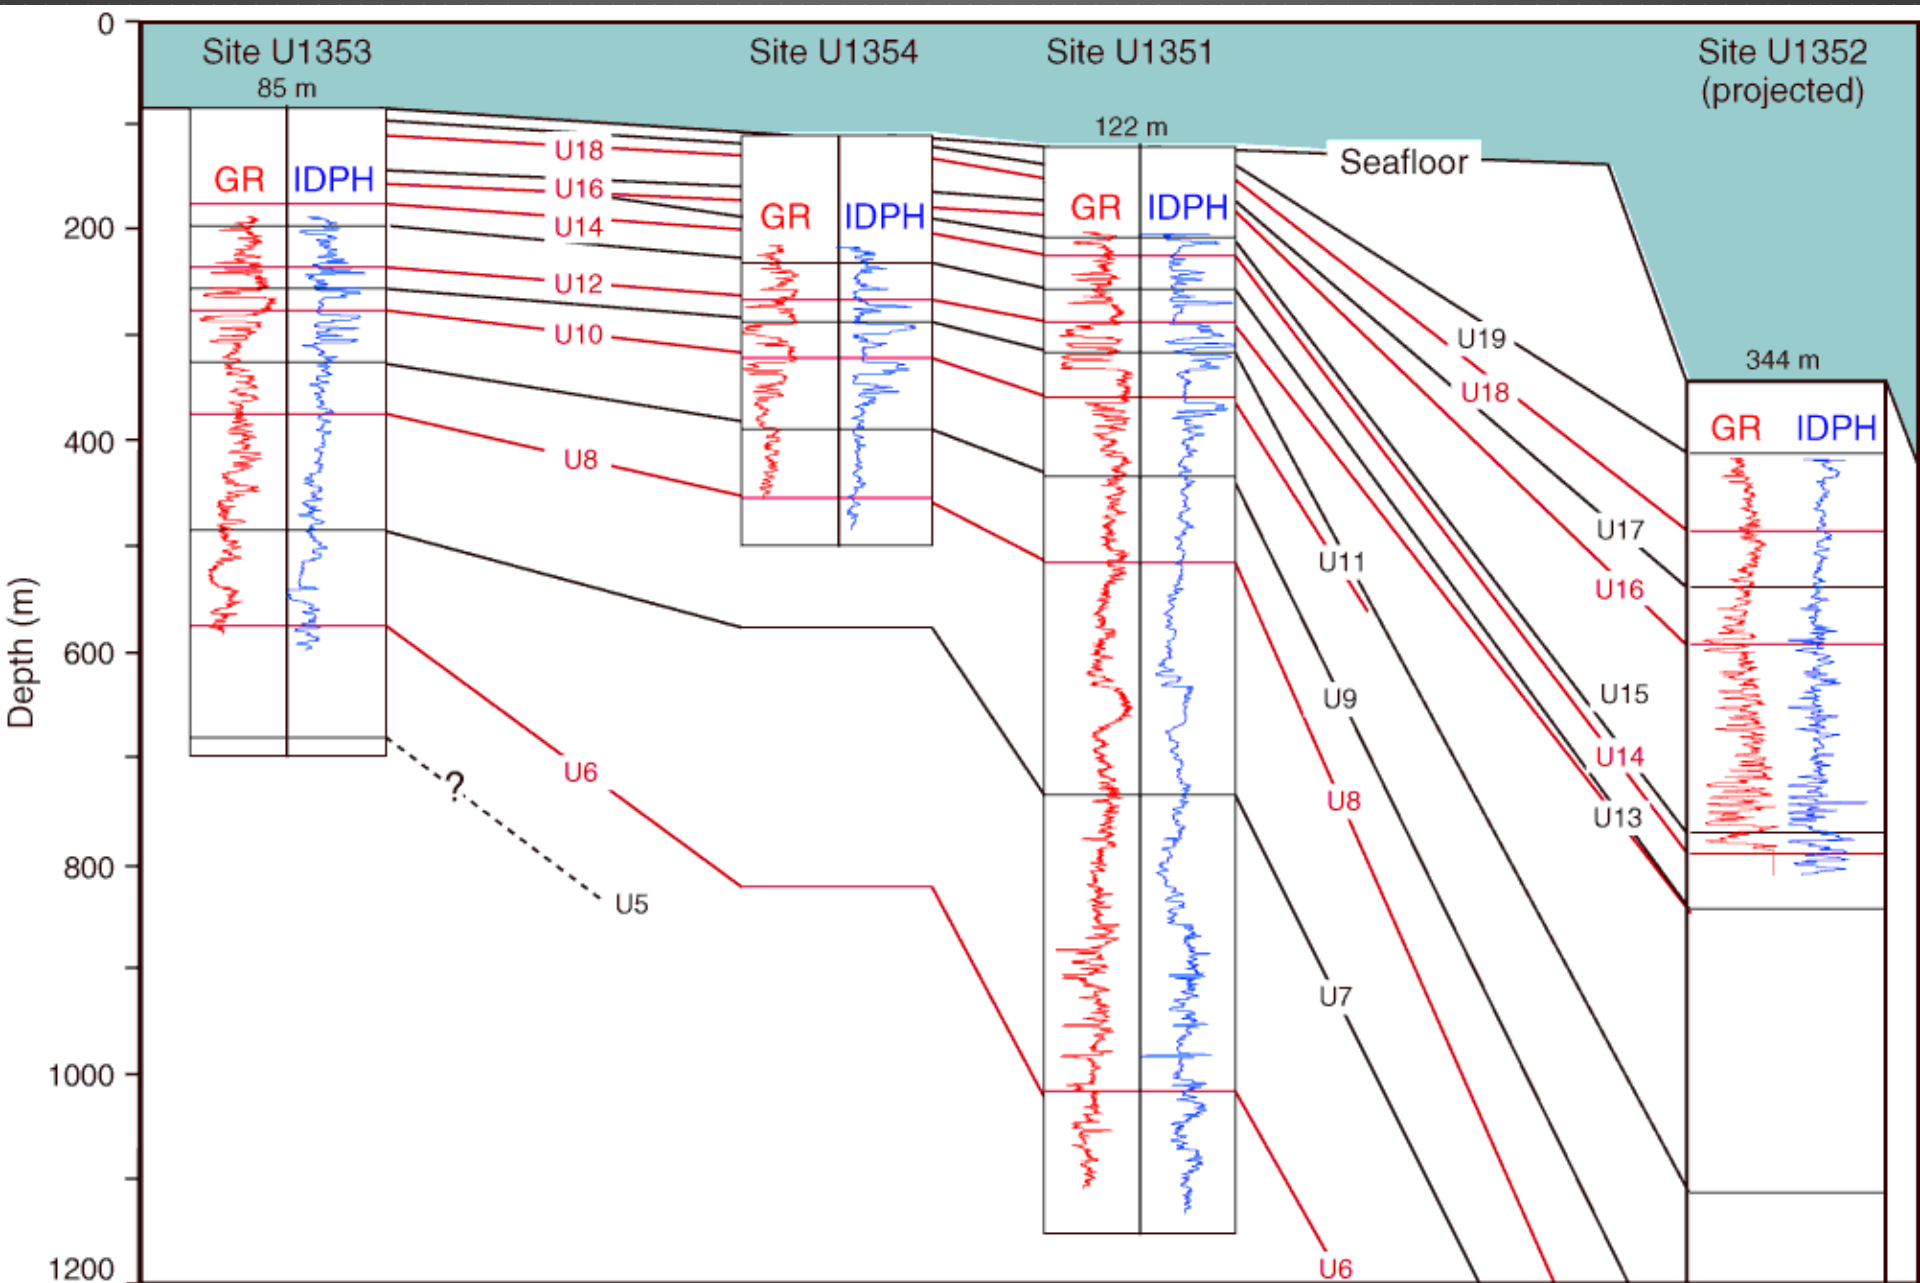 0
200
400
600
800
1000
1200
Depth (m)
Site U1353
85 m
GR IDPH
Site U1354
GR IDPH
Site U1351
122 m
GR IDPH
Site U1352
(projected)
344 m
GR IDPH
Seafloor
U18
U16
U14
U12
U10
U8
U6
?
U5
U19
U18
U17
U16
U15
U14
U13
U11
U9
U8
U7
U6